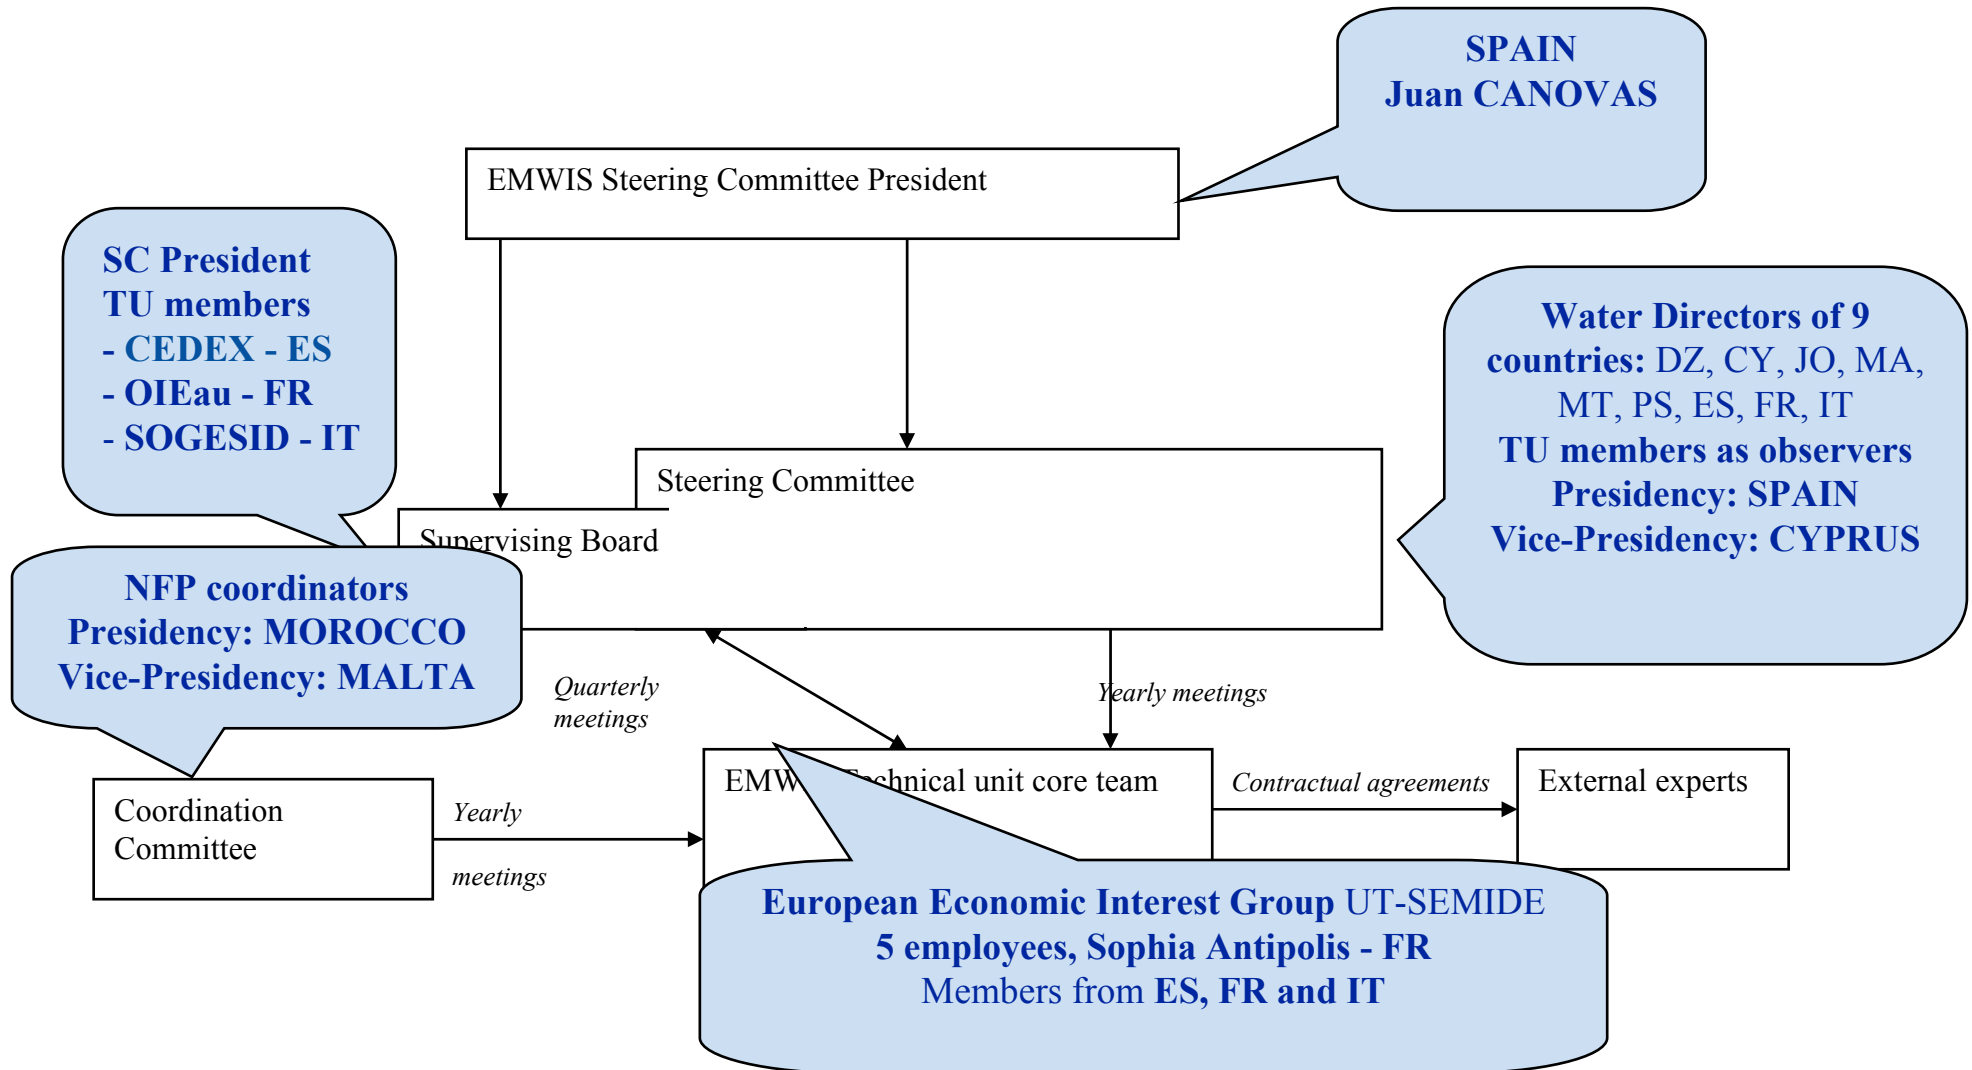 SPAIN
Juan CANOVAS
EMWIS Steering Committee President
SC President
TU members
- CEDEX - ES
- OIEau - FR
- SOGESID - IT
Water Directors of 9
countries: DZ, CY, JO, MA,
MT, PS, ES, FR, IT
TU members as observers
Presidency: SPAIN
Vice-Presidency: CYPRUS
Steering Committee
Supervising Board
NFP coordinators
Presidency: MOROCCO
Vice-Presidency: MALTA
Quarterly
meetings
Yearly meetings
EMW Technical unit core team
Contractual agreements
External experts
Coordination
Committee
Yearly
meetings
European Economic Interest Group UT-SEMIDE
5 employees, Sophia Antipolis - FR
Members from ES, FR and IT